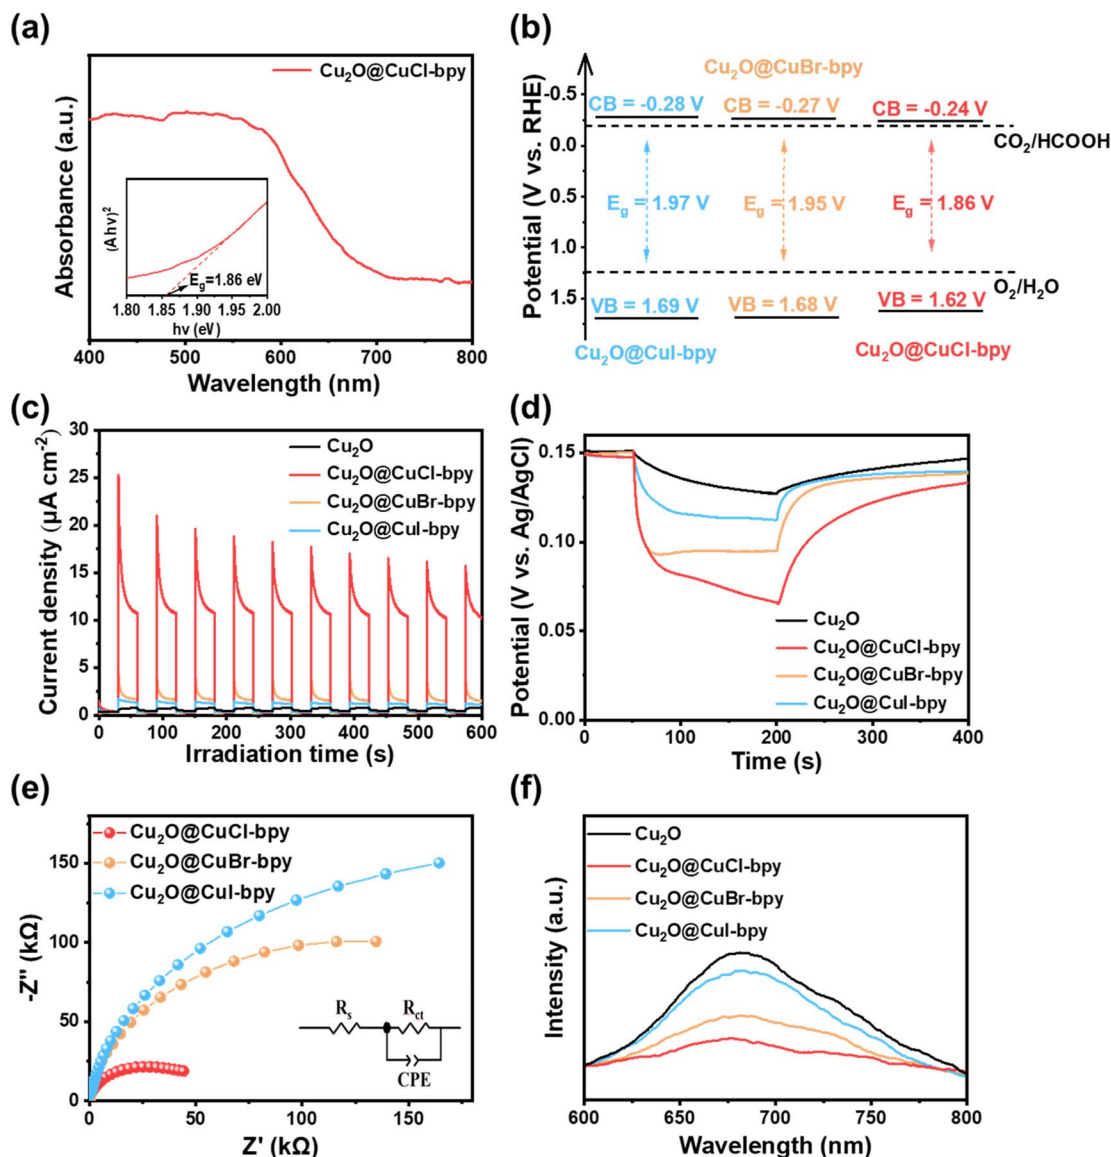 (a)
Cu₂O@CuCl-bpy
Absorbance (a.u.)
(Ahν)²
E_g=1.86 eV
1.80 1.85 1.90 1.95 2.00
hν (eV)
400 500 600 700 800
Wavelength (nm)
(b)
Cu₂O@CuBr-bpy
Potential (V vs. RHE)
-0.5
0.0
0.5
1.0
1.5
CB = -0.28 V CB = -0.27 V CB = -0.24 V
CO₂/HCOOH
E_g = 1.97 V E_g = 1.95 V E_g = 1.86 V
O₂/H₂O
VB = 1.69 V VB = 1.68 V VB = 1.62 V
Cu₂O@CuI-bpy Cu₂O@CuCl-bpy
(c)
Current density (μA cm⁻²)
30
25
20
15
10
5
0
Cu₂O
Cu₂O@CuCl-bpy
Cu₂O@CuBr-bpy
Cu₂O@CuI-bpy
0 100 200 300 400 500 600
Irradiation time (s)
(d)
Potential (V vs. Ag/AgCl)
0.15
0.10
0.05
0.00
Cu₂O
Cu₂O@CuCl-bpy
Cu₂O@CuBr-bpy
Cu₂O@CuI-bpy
0 100 200 300 400
Time (s)
(e)
Cu₂O@CuCl-bpy
Cu₂O@CuBr-bpy
Cu₂O@CuI-bpy
-Z'' (kΩ)
150
100
50
0
R_s R_ct
CPE
0 50 100 150
Z' (kΩ)
(f)
Cu₂O
Cu₂O@CuCl-bpy
Cu₂O@CuBr-bpy
Cu₂O@CuI-bpy
Intensity (a.u.)
600 650 700 750 800
Wavelength (nm)